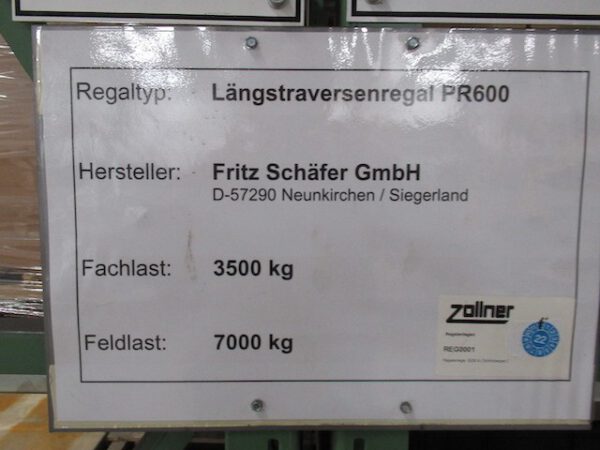 Regaltyp: Längstraversenregal PR600
Hersteller: Fritz Schäfer GmbH
D-57290 Neunkirchen / Siegerland
Fachlast: 3500 kg
Feldlast: 7000 kg
Zollner
Regalanlagen
REG0001
22